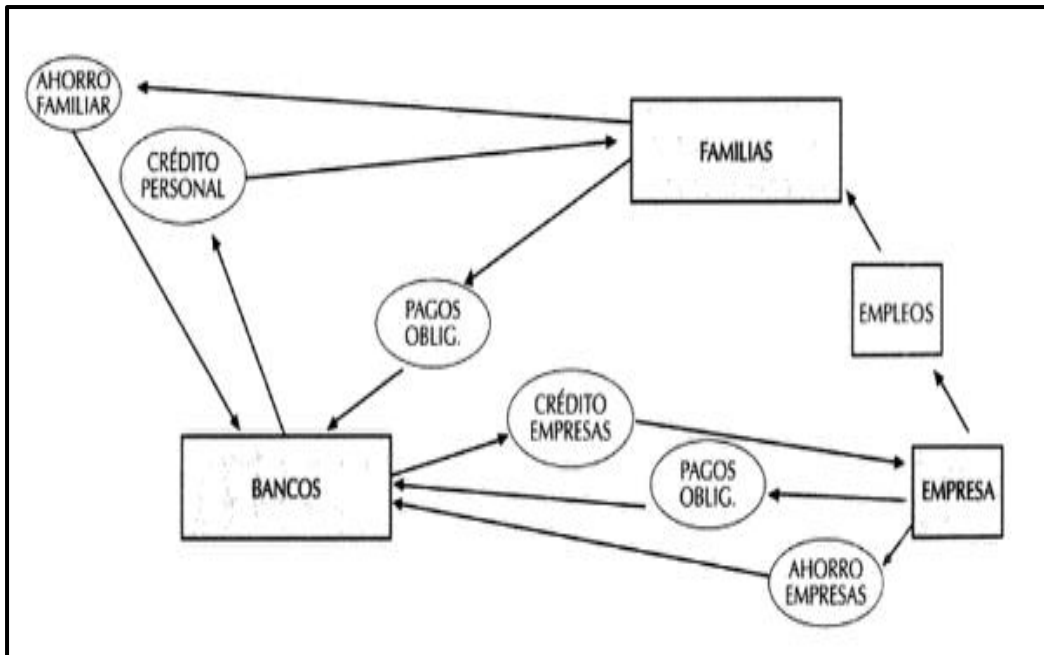 AHORRO
FAMILIAR
CRÉDITO
PERSONAL
FAMILIAS
PAGOS
OBLIG.
EMPLEOS
CRÉDITO
EMPRESAS
BANCOS
PAGOS
OBLIG.
EMPRESA
AHORRO
EMPRESAS